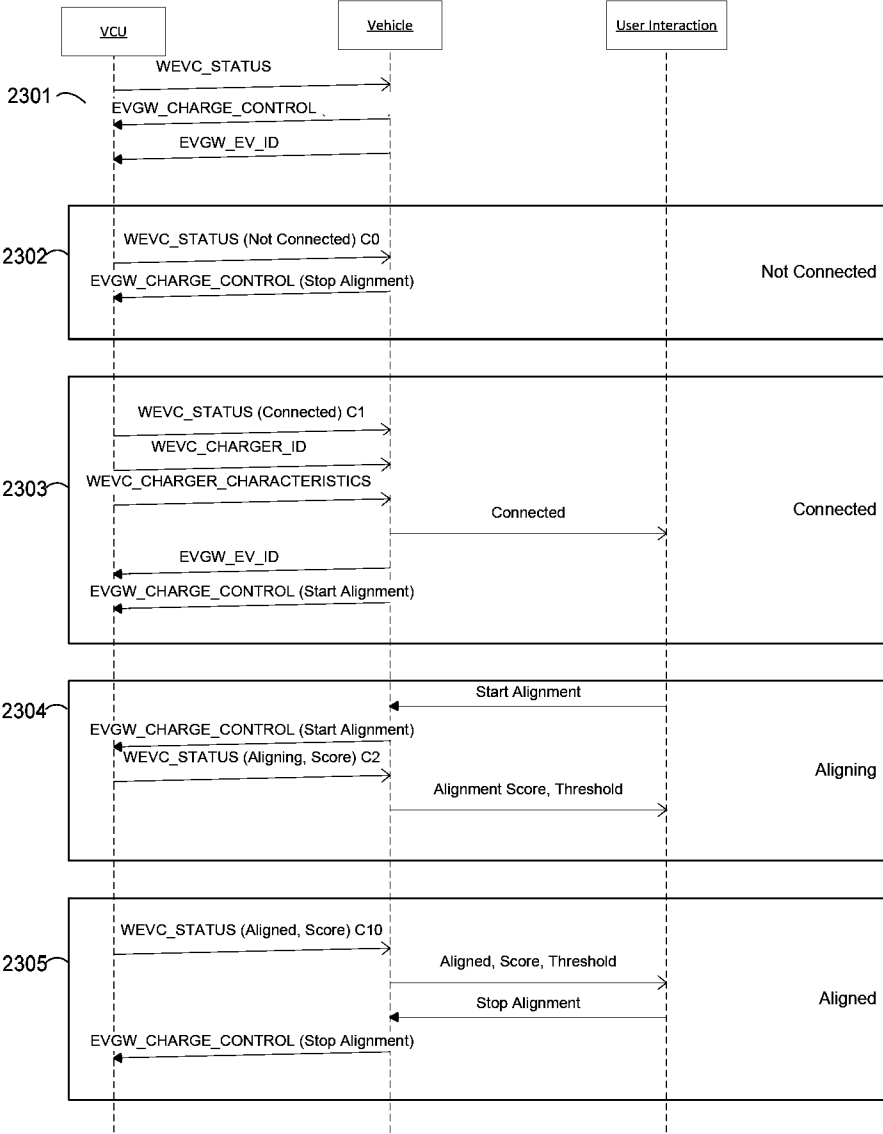 VCU
Vehicle
User Interaction
WEVC_STATUS
2301
EVGW_CHARGE_CONTROL
EVGW_EV_ID
2302
WEVC_STATUS (Not Connected) C0
EVGW_CHARGE_CONTROL (Stop Alignment)
Not Connected
2303
WEVC_STATUS (Connected) C1
WEVC_CHARGER_ID
WEVC_CHARGER_CHARACTERISTICS
Connected
Connected
EVGW_EV_ID
EVGW_CHARGE_CONTROL (Start Alignment)
2304
Start Alignment
EVGW_CHARGE_CONTROL (Start Alignment)
WEVC_STATUS (Aligning, Score) C2
Aligning
Alignment Score, Threshold
2305
WEVC_STATUS (Aligned, Score) C10
Aligned, Score, Threshold
Stop Alignment
Aligned
EVGW_CHARGE_CONTROL (Stop Alignment)